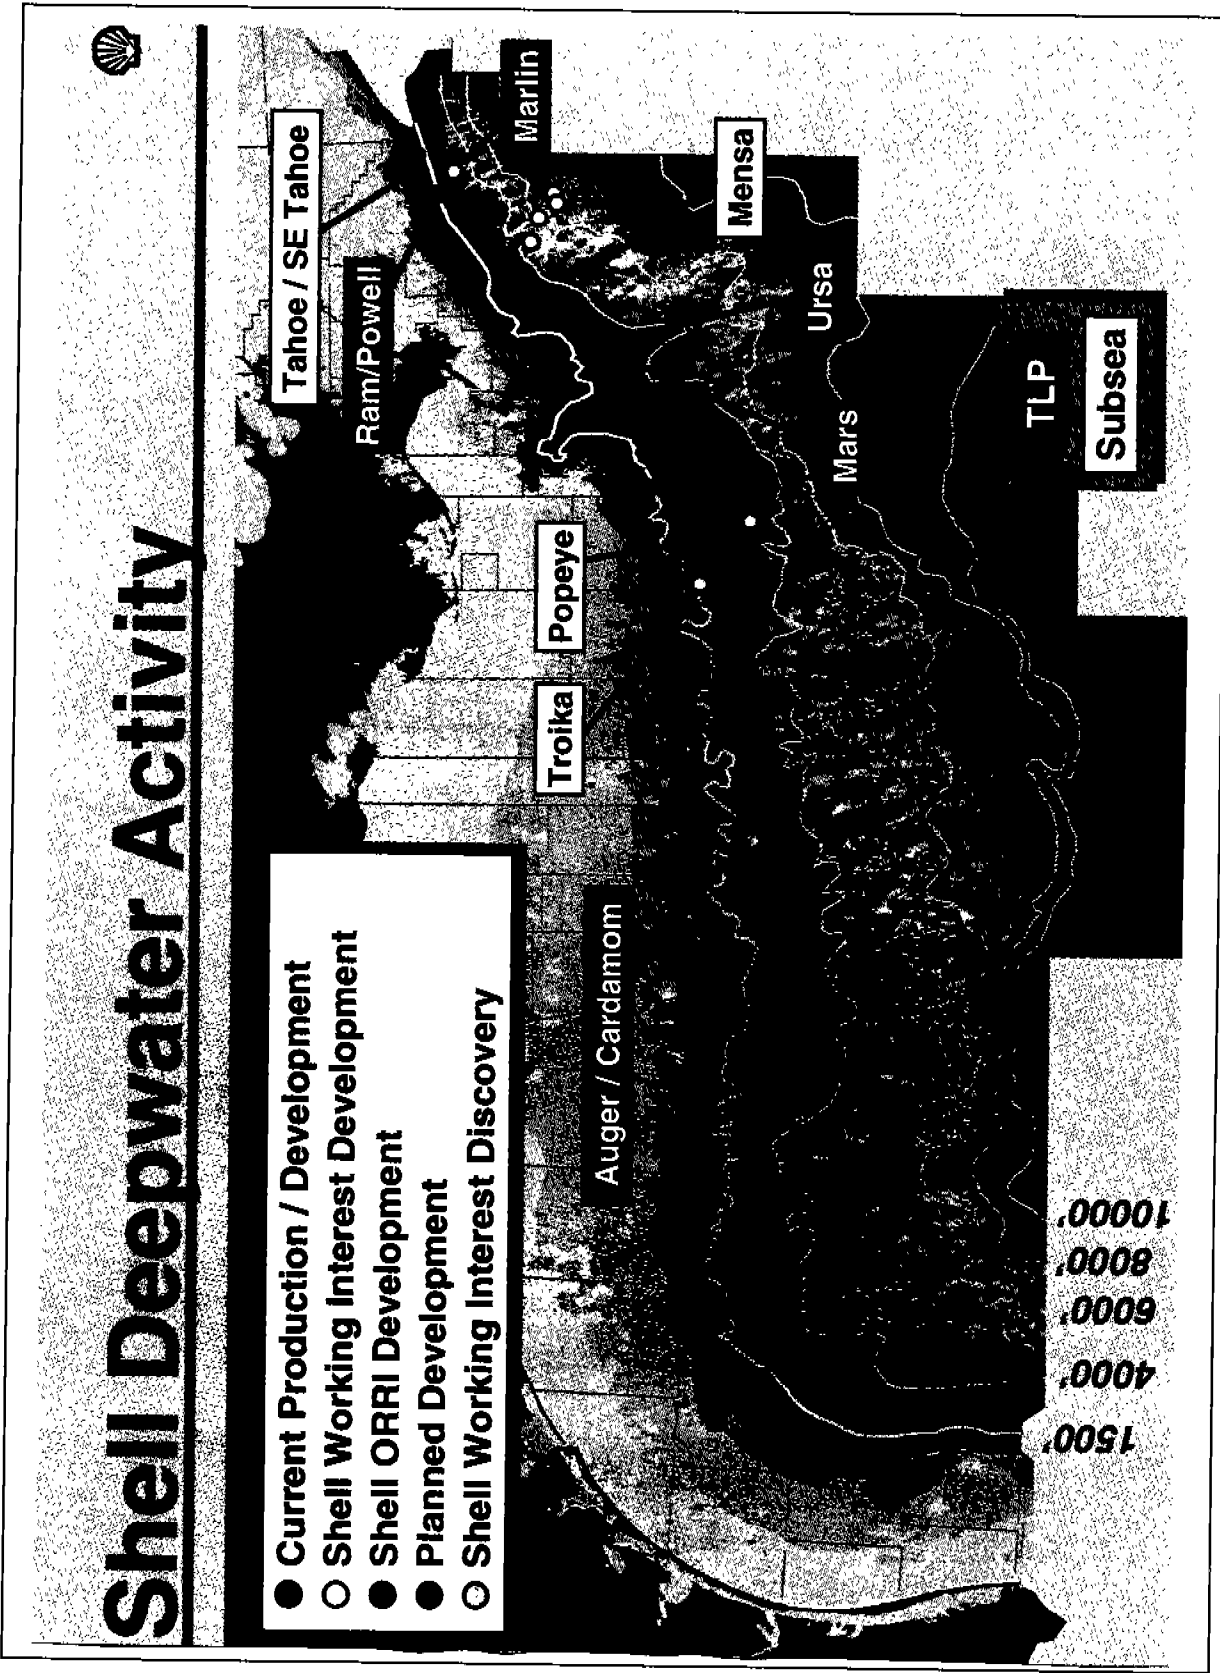 Shell Deepwater Activity
Current Production / Development
Shell Working Interest Development
Shell ORRI Development
Planned Development
Shell Working Interest Discovery
Tahoe / SE Tahoe
Ram/Powell
Marlin
Popeye
Troika
Mensa
Auger / Cardamon
Ursa
Mars
TLP
Subsea
1500'
4000'
6000'
8000'
10000'